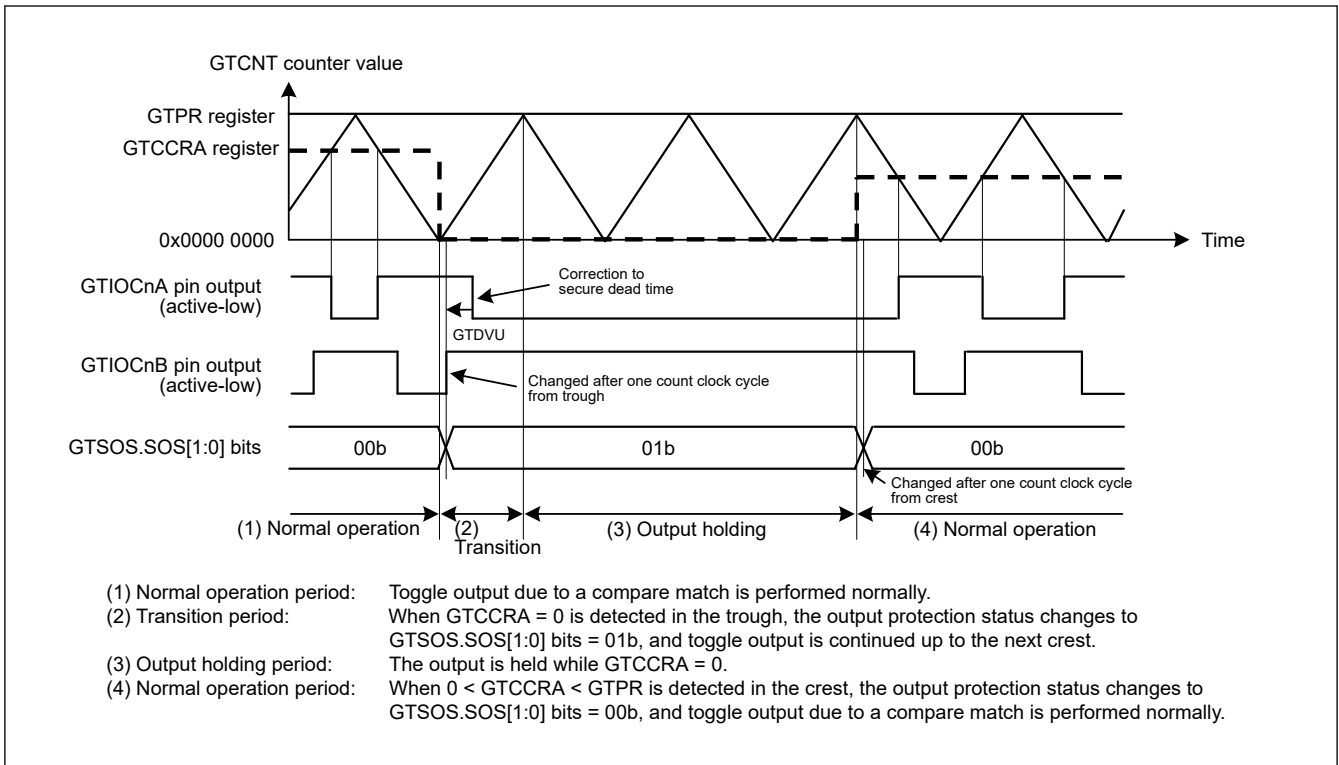 GTCNT counter value
GTPR register
GTCCRA register
0x0000 0000
Time
GTIOCnA pin output
(active-low)
Correction to
secure dead time
GTDVU
GTIOCnB pin output
(active-low)
Changed after one count clock cycle
from trough
GTSOS.SOS[1:0] bits
00b
01b
00b
Changed after one count clock cycle
from crest
(1) Normal operation
(2)
Transition
(3) Output holding
(4) Normal operation
(1) Normal operation period: Toggle output due to a compare match is performed normally.
(2) Transition period: When GTCCRA = 0 is detected in the trough, the output protection status changes to
GTSOS.SOS[1:0] bits = 01b, and toggle output is continued up to the next crest.
(3) Output holding period: The output is held while GTCCRA = 0.
(4) Normal operation period: When 0 < GTCCRA < GTPR is detected in the crest, the output protection status changes to
GTSOS.SOS[1:0] bits = 00b, and toggle output due to a compare match is performed normally.